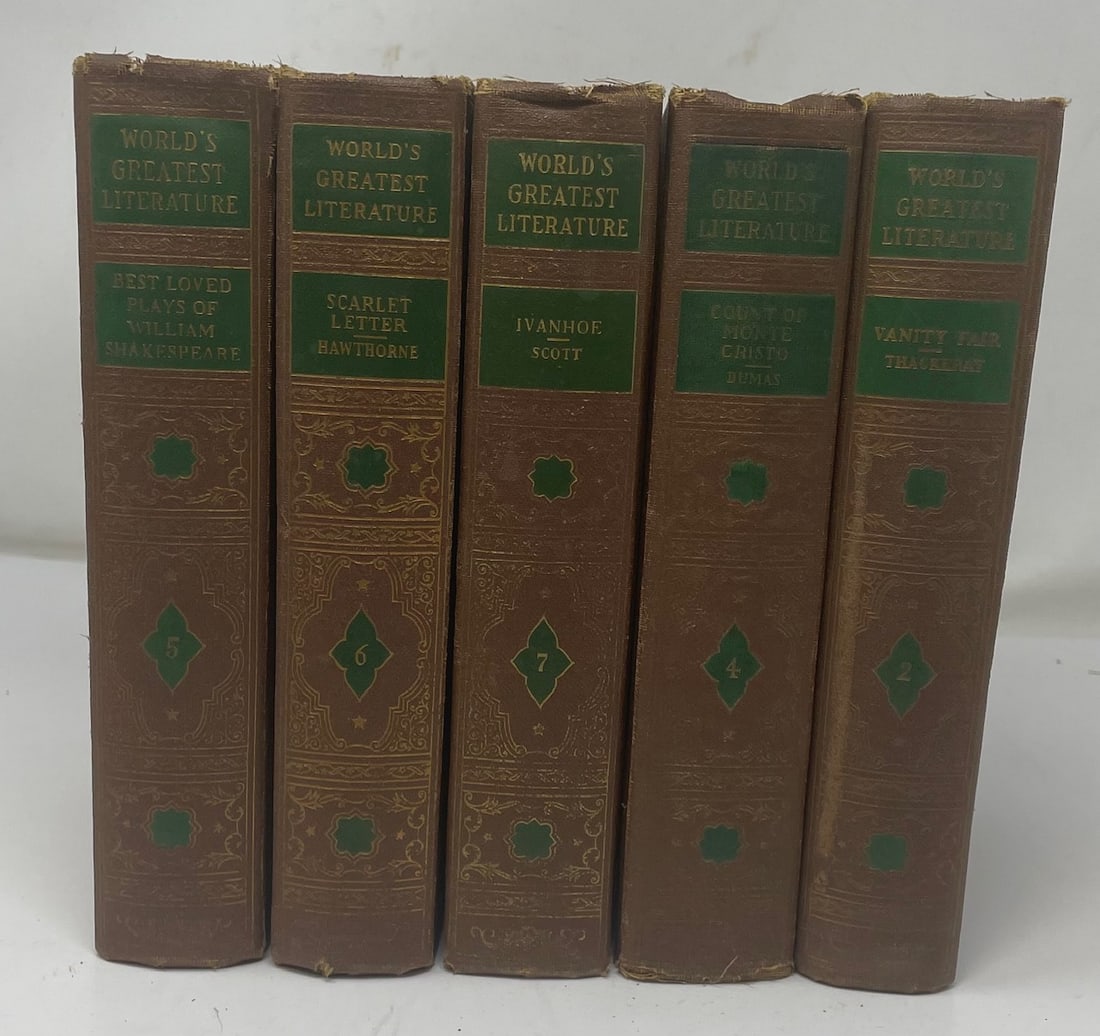 WORLD'S
GREATEST
LITERATURE
BEST LOVED
PLAYS OF
WILLIAM
SHAKESPEARE
5
WORLD'S
GREATEST
LITERATURE
SCARLET
LETTER
HAWTHORNE
6
WORLD'S
GREATEST
LITERATURE
IVANHOE
SCOTT
7
WORLD'S
GREATEST
LITERATURE
COUNT OF
MONTE
CRISTO
DUMAS
4
WORLD'S
GREATEST
LITERATURE
VANITY FAIR
THACKERAY
2